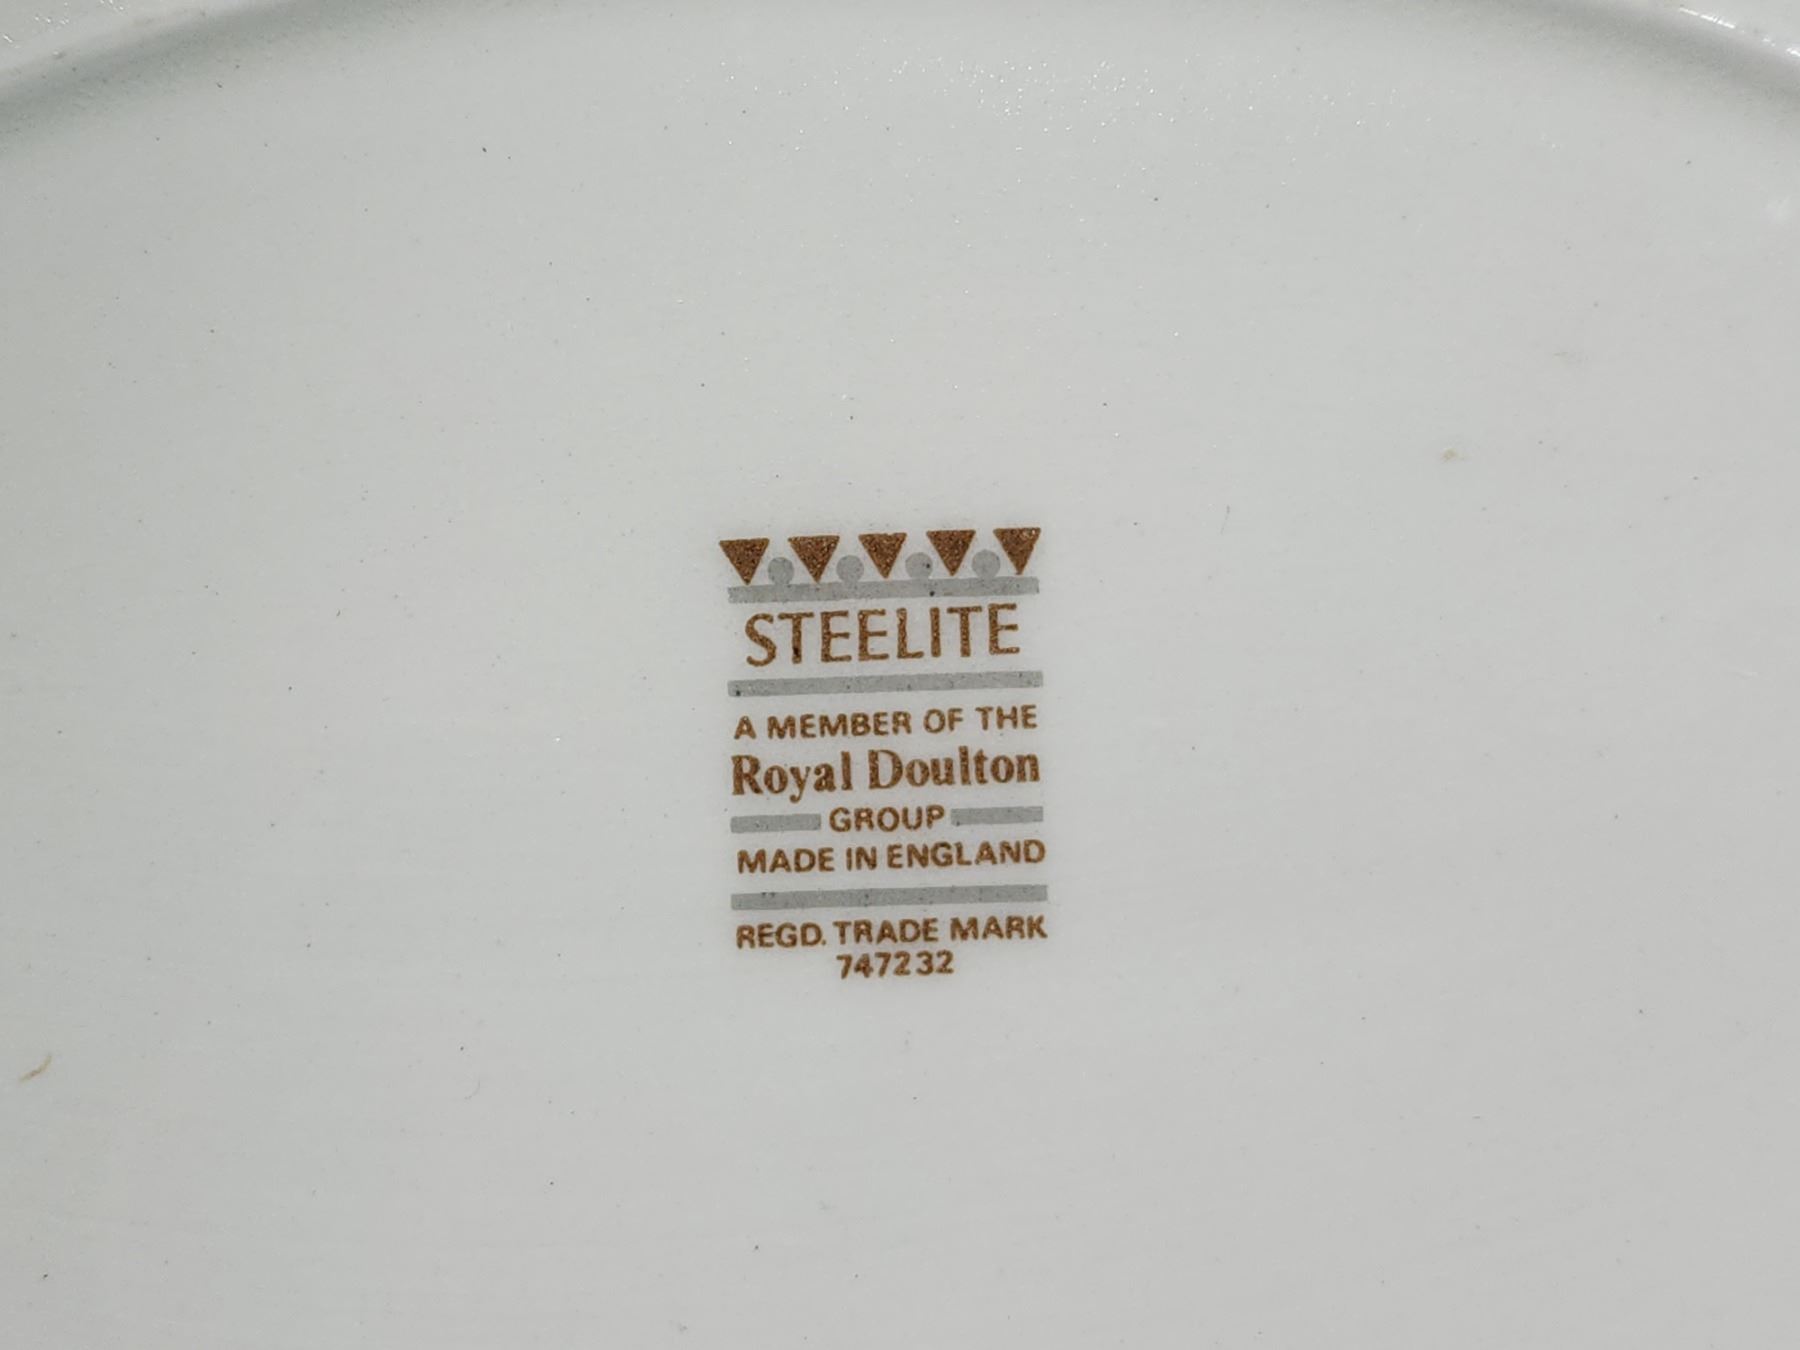 STEELITE
A MEMBER OF THE
Royal Doulton
GROUP
MADE IN ENGLAND
REGD. TRADE MARK
747232